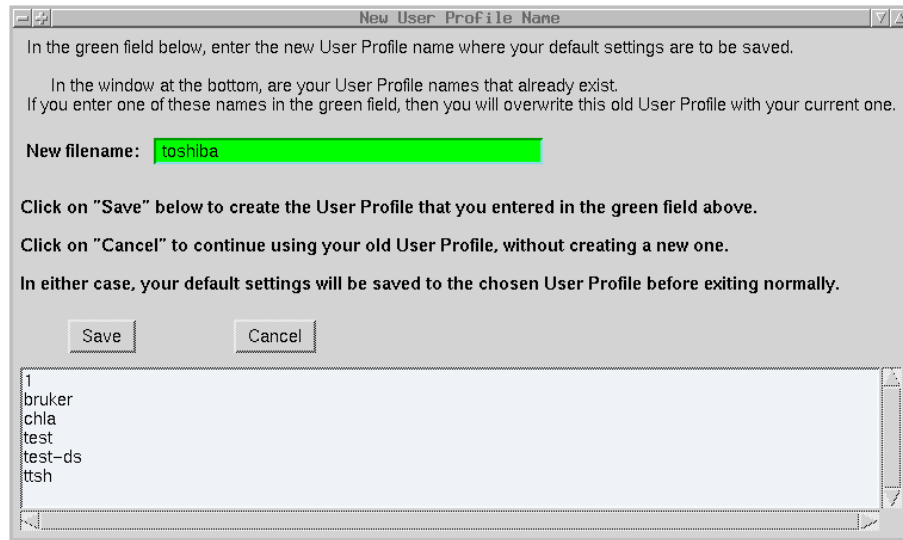 New User Profile Name
In the green field below, enter the new User Profile name where your default settings are to be saved.
In the window at the bottom, are your User Profile names that already exist.
If you enter one of these names in the green field, then you will overwrite this old User Profile with your current one.
New filename: toshiba
Click on "Save" below to create the User Profile that you entered in the green field above.
Click on "Cancel" to continue using your old User Profile, without creating a new one.
In either case, your default settings will be saved to the chosen User Profile before exiting normally.
Save Cancel
1
bruker
chla
test
test-ds
ttsh